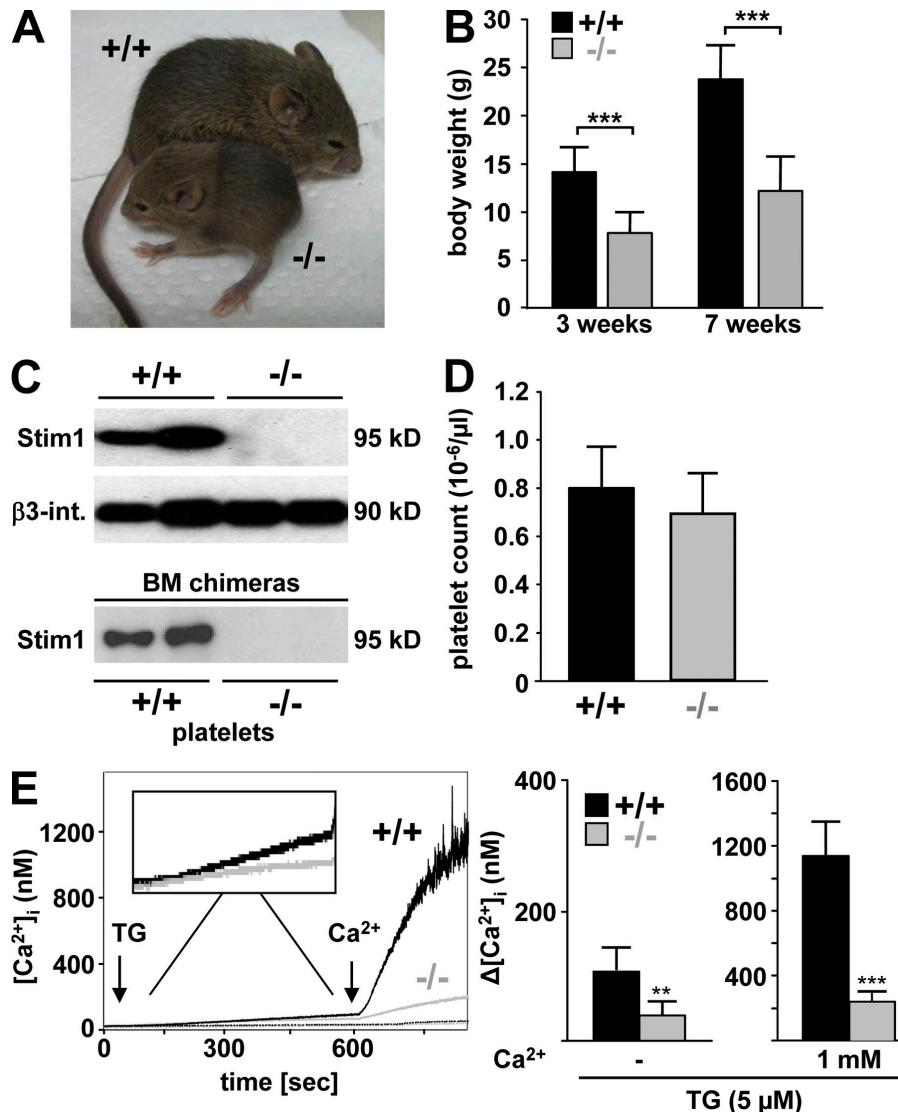 A
+/+
-/-
B
+/+
-/-
***
***
body weight (g)
30
25
20
15
10
5
0
3 weeks
7 weeks
C
+/+ -/-
Stim1 95 kD
β3-int. 90 kD
BM chimeras
Stim1 95 kD
+/+ -/-
platelets
D
platelet count (10⁻⁶/µl)
1.2
1.0
0.8
0.6
0.4
0.2
0
+/+ -/-
E
[Ca²⁺]ᵢ (nM)
1200
800
400
0
TG
Ca²⁺
+/+
-/-
0 300 600
time [sec]
Δ[Ca²⁺]ᵢ (nM)
400
200
+/+
-/-
**
1600
1200
800
400
***
Ca²⁺ - 1 mM
TG (5 µM)